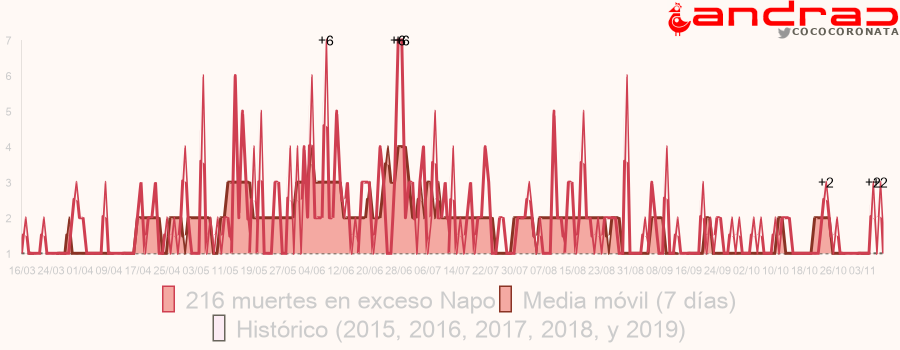 andrab
COCOCORONATA
7
6
5
4
3
2
1
+6
+6
+6
+2
+2
+2
16/03 24/03 01/04 09/04 17/04 25/04 03/05 11/05 19/05 27/05 04/06 12/06 20/06 28/06 06/07 14/07 22/07 30/07 07/08 15/08 23/08 31/08 08/09 16/09 24/09 02/10 10/10 18/10 26/10 03/11
216 muertes en exceso Napo Media móvil (7 días)
Histórico (2015, 2016, 2017, 2018, y 2019)